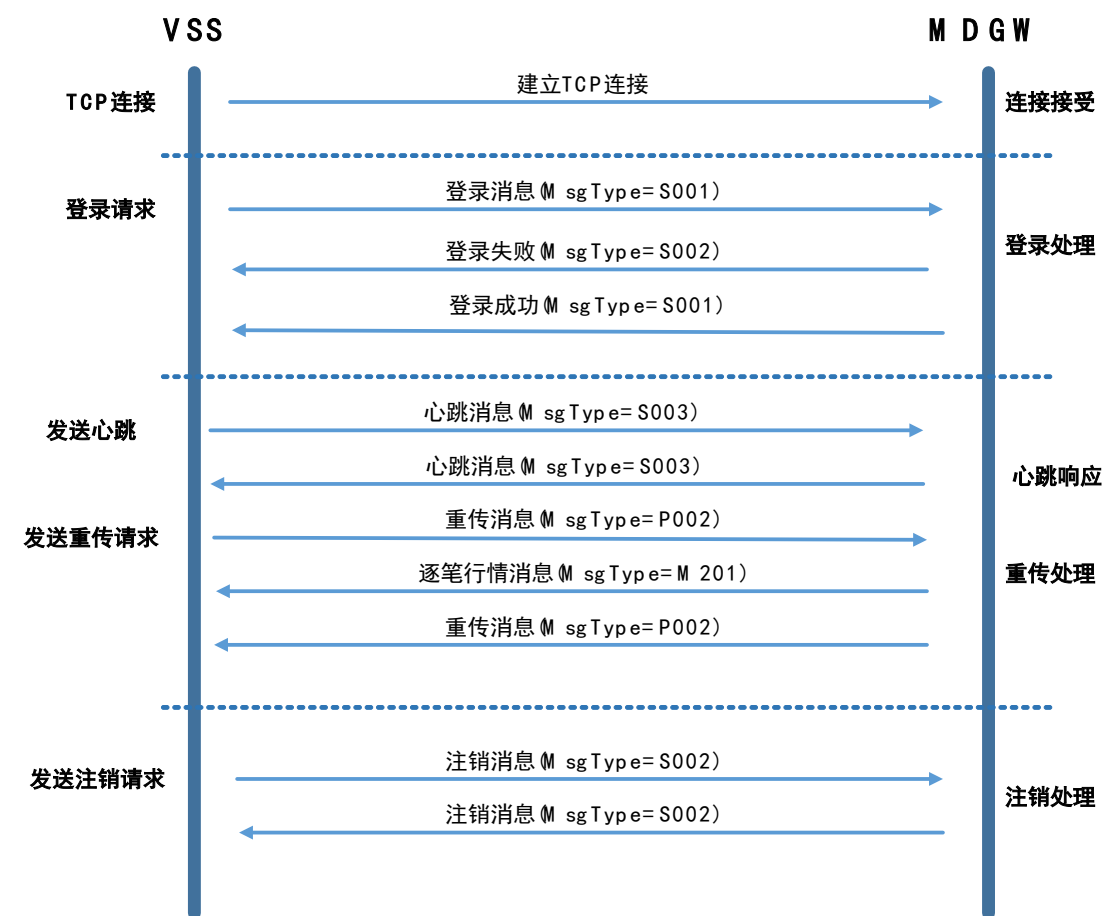 VSS
MDGW
建立TCP连接
TCP连接
连接接受
登录消息(MsgType=S001)
登录请求
登录处理
登录失败(MsgType=S002)
登录成功(MsgType=S001)
心跳消息(MsgType=S003)
发送心跳
心跳消息(MsgType=S003)
心跳响应
重传消息(MsgType=P002)
发送重传请求
逐笔行情消息(MsgType=M201)
重传处理
重传消息(MsgType=P002)
注销消息(MsgType=S002)
发送注销请求
注销处理
注销消息(MsgType=S002)